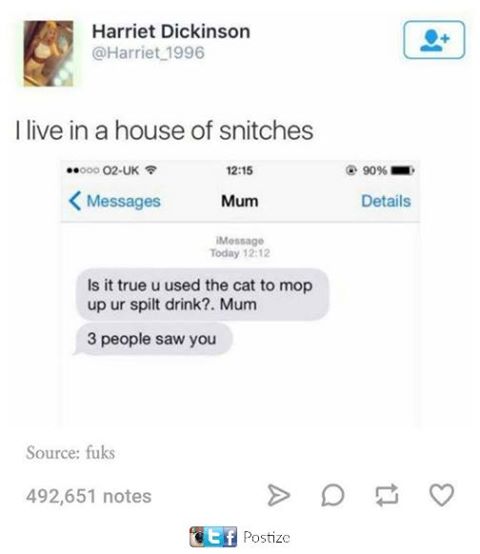 Harriet Dickinson
@Harriet_1996
I live in a house of snitches
O2-UK 12:15 90%
Messages Mum Details
iMessage
Today 12:12
Is it true u used the cat to mop
up ur spilt drink?. Mum
3 people saw you
Source: fuks
492,651 notes
t f Postize